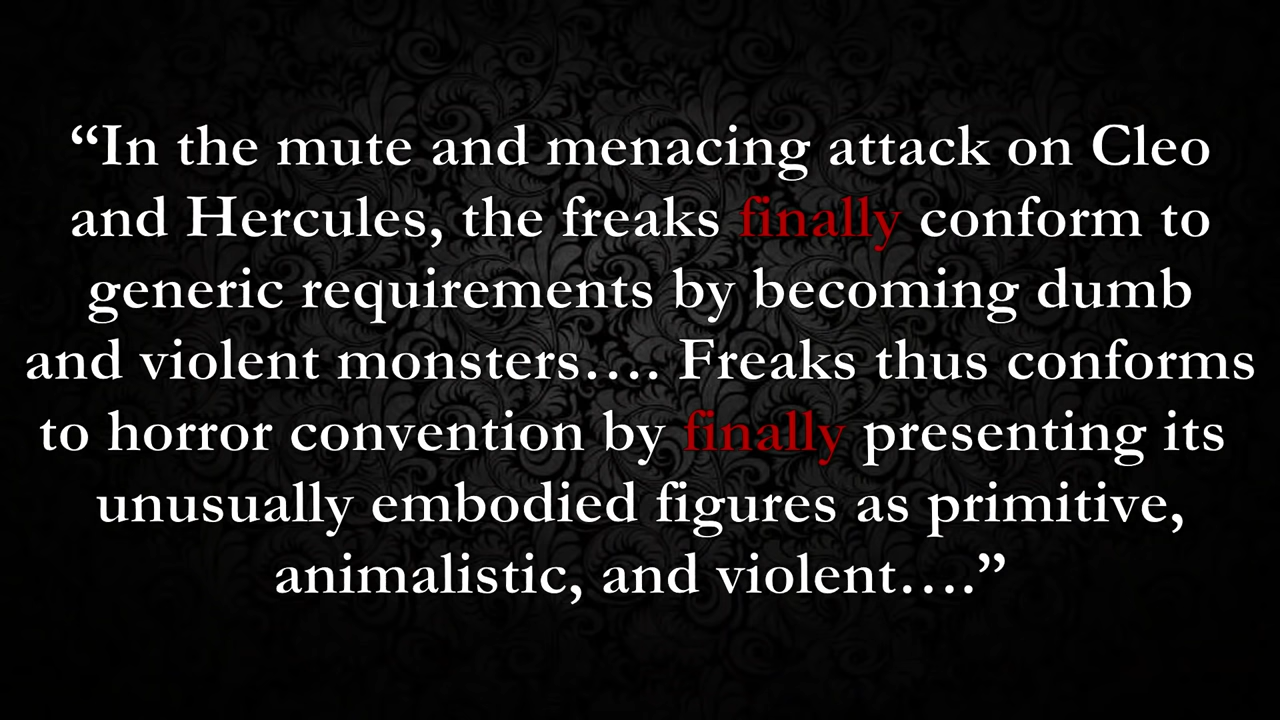 “In the mute and menacing attack on Cleo
and Hercules, the freaks finally conform to
generic requirements by becoming dumb
and violent monsters…. Freaks thus conforms
to horror convention by finally presenting its
unusually embodied figures as primitive,
animalistic, and violent….”